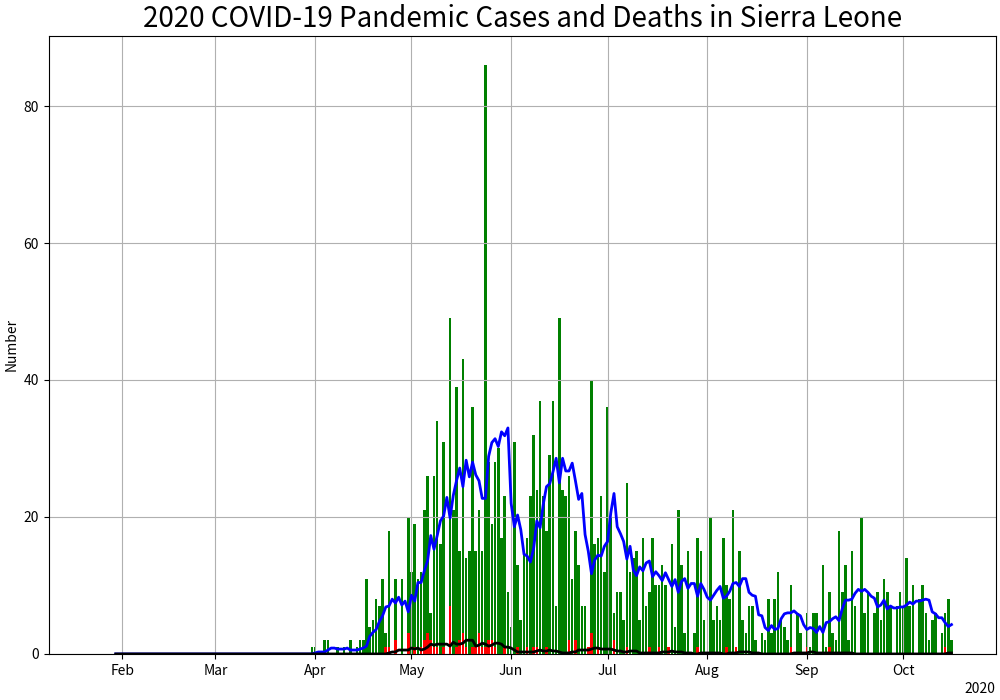 2020 COVID-19 Pandemic Cases and Deaths in Sierra Leone
Number
80
60
40
20
0
Feb Mar Apr May Jun Jul Aug Sep Oct
2020